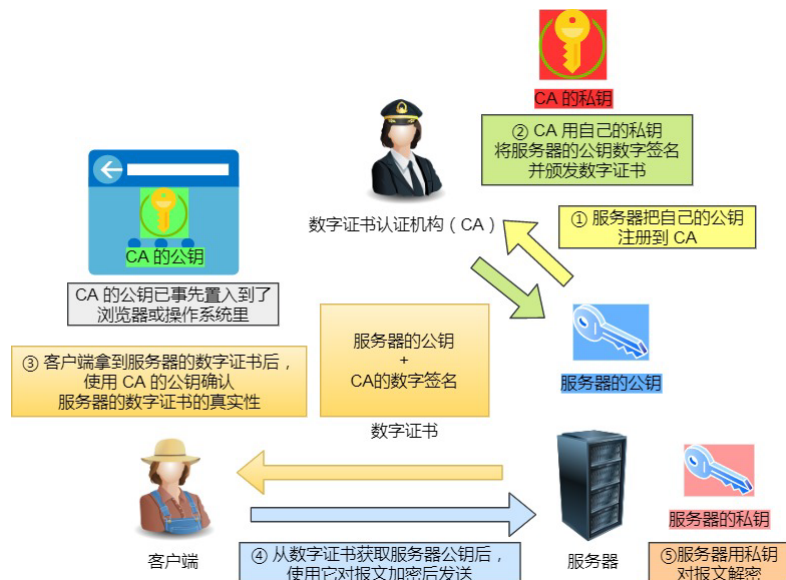 CA 的私钥
② CA 用自己的私钥
将服务器的公钥数字签名
并颁发数字证书
数字证书认证机构（CA）
① 服务器把自己的公钥
注册到 CA
CA 的公钥
CA 的公钥已事先置入到了
浏览器或操作系统里
③ 客户端拿到服务器的数字证书后，
使用 CA 的公钥确认
服务器的数字证书的真实性
服务器的公钥
+
CA的数字签名
数字证书
服务器的公钥
服务器的私钥
客户端
④ 从数字证书获取服务器公钥后，
使用它对报文加密后发送
服务器
⑤服务器用私钥
对报文解密